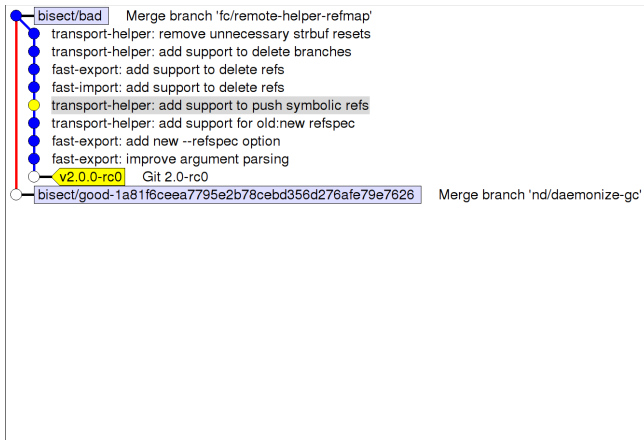 bisect/bad Merge branch 'fc/remote-helper-refmap'
transport-helper: remove unnecessary strbuf resets
transport-helper: add support to delete branches
fast-export: add support to delete refs
fast-import: add support to delete refs
transport-helper: add support to push symbolic refs
transport-helper: add support for old:new refspec
fast-export: add new --refspec option
fast-export: improve argument parsing
v2.0.0-rc0 Git 2.0-rc0
bisect/good-1a81f6ceea7795e2b78cebd356d276afe79e7626 Merge branch 'nd/daemonize-gc'